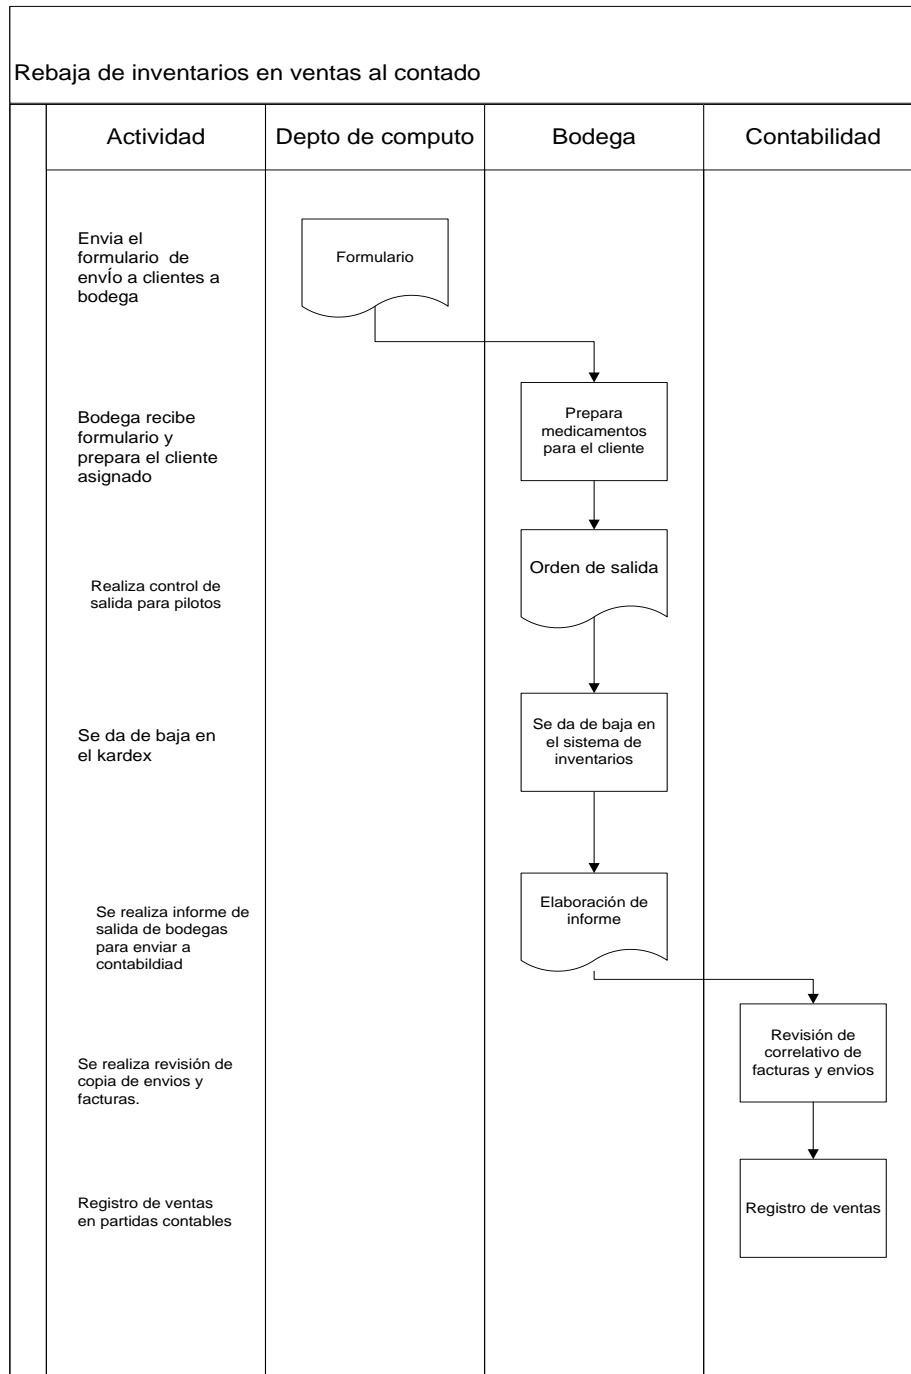 Rebaja de inventarios en ventas al contado
Actividad
Depto de computo
Bodega
Contabilidad
Envia el
formulario de
envÍo a clientes a
bodega
Formulario
Bodega recibe
formulario y
prepara el cliente
asignado
Prepara
medicamentos
para el cliente
Realiza control de
salida para pilotos
Orden de salida
Se da de baja en
el kardex
Se da de baja en
el sistema de
inventarios
Se realiza informe de
salida de bodegas
para enviar a
contabildiad
Elaboración de
informe
Se realiza revisión de
copia de envios y
facturas.
Revisión de
correlativo de
facturas y envios
Registro de ventas
en partidas contables
Registro de ventas